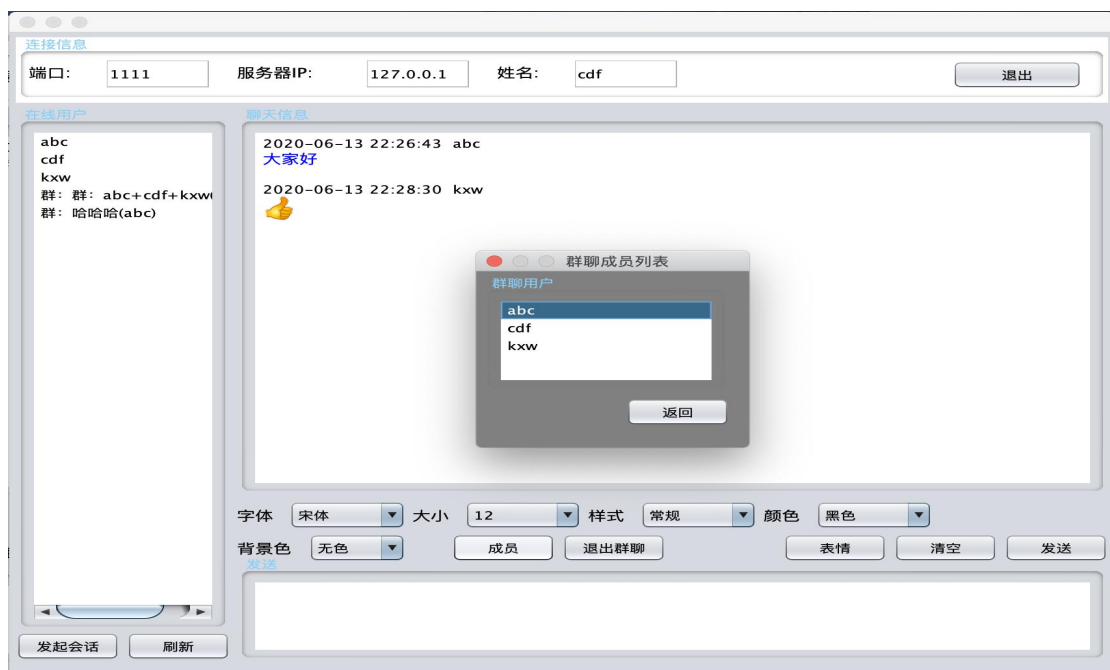 连接信息
端口: 1111 服务器IP: 127.0.0.1 姓名: cdf 退出
在线用户
abc
cdf
kxw
群: 群: abc+cdf+kxw(
群: 哈哈哈(abc)
发起会话 刷新
聊天信息
2020-06-13 22:26:43 abc
大家好
2020-06-13 22:28:30 kxw
群聊成员列表
群聊用户
abc
cdf
kxw
返回
字体 宋体 大小 12 样式 常规 颜色 黑色
背景色 无色 成员 退出群聊 表情 清空 发送
发送